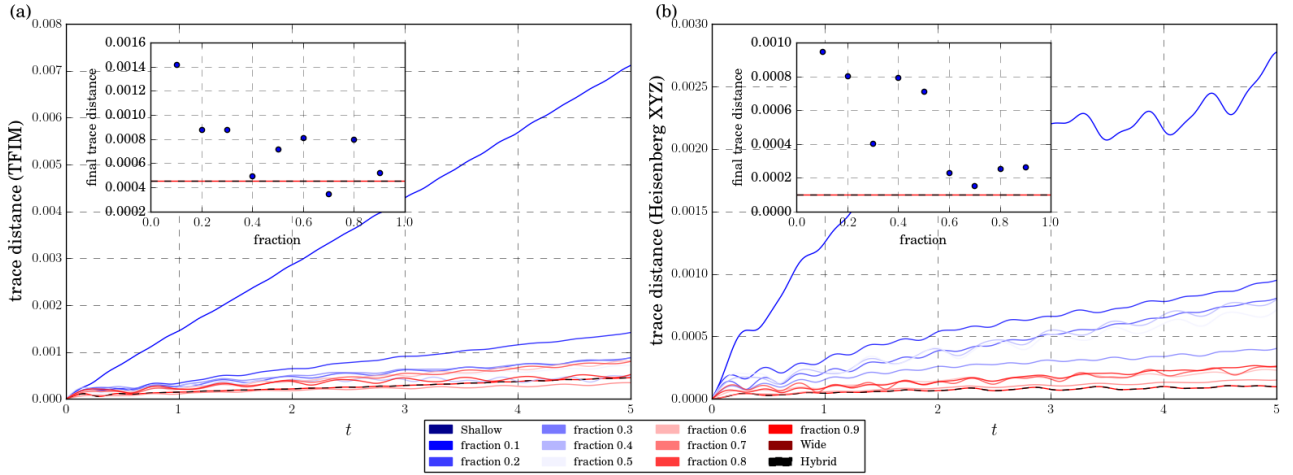 (a)
0.008
0.007
0.006
0.005
0.004
0.003
0.002
0.001
0.000
trace distance (TFIM)
0 1 2 3 4 5
t
0.0016
0.0014
0.0012
0.0010
0.0008
0.0006
0.0004
0.0002
final trace distance
0.0 0.2 0.4 0.6 0.8 1.0
fraction
(b)
0.0030
0.0025
0.0020
0.0015
0.0010
0.0005
0.0000
trace distance (Heisenberg XYZ)
0 1 2 3 4 5
t
0.0010
0.0008
0.0006
0.0004
0.0002
0.0000
final trace distance
0.0 0.2 0.4 0.6 0.8 1.0
fraction
Shallow
fraction 0.1
fraction 0.2
fraction 0.3
fraction 0.4
fraction 0.5
fraction 0.6
fraction 0.7
fraction 0.8
fraction 0.9
Wide
Hybrid